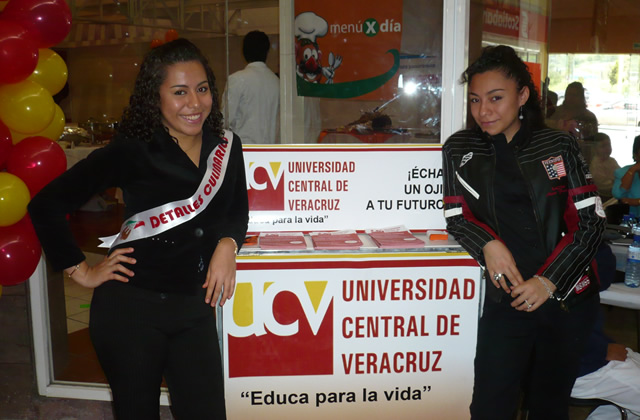 menú X día
DETALLES CULINARIOS
ucv
UNIVERSIDAD
CENTRAL DE
VERACRUZ
Educa para la vida"
¡ÉCHA
UN OJI
A TU FUTURO
ucv
UNIVERSIDAD
CENTRAL DE
VERACRUZ
"Educa para la vida"